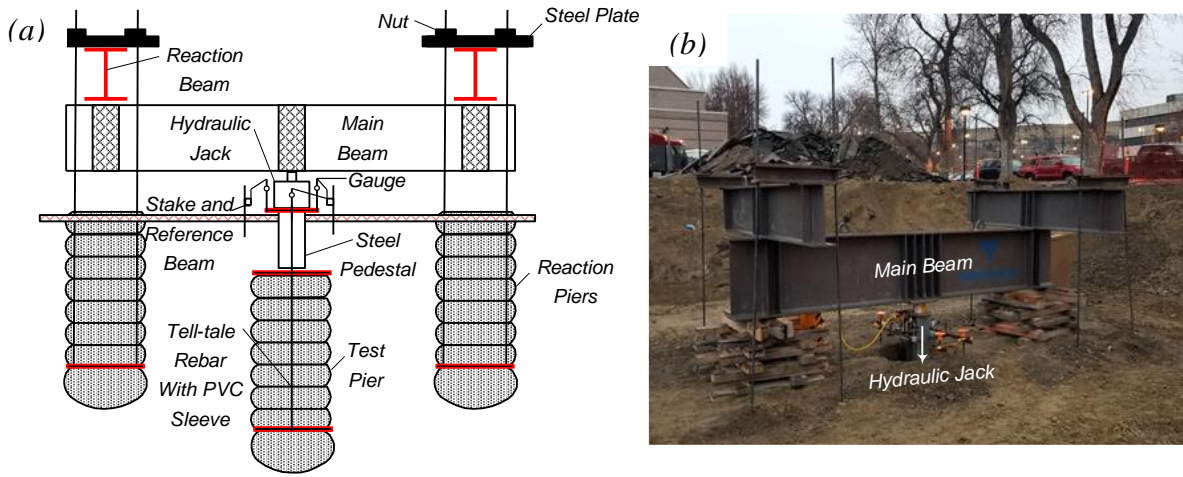 (a)
Nut
Steel Plate
Reaction
Beam
Hydraulic
Jack
Main
Beam
Gauge
Stake and
Reference
Beam
Steel
Pedestal
Reaction
Piers
Tell-tale
Rebar
With PVC
Sleeve
Test
Pier
(b)
Main Beam
Hydraulic Jack